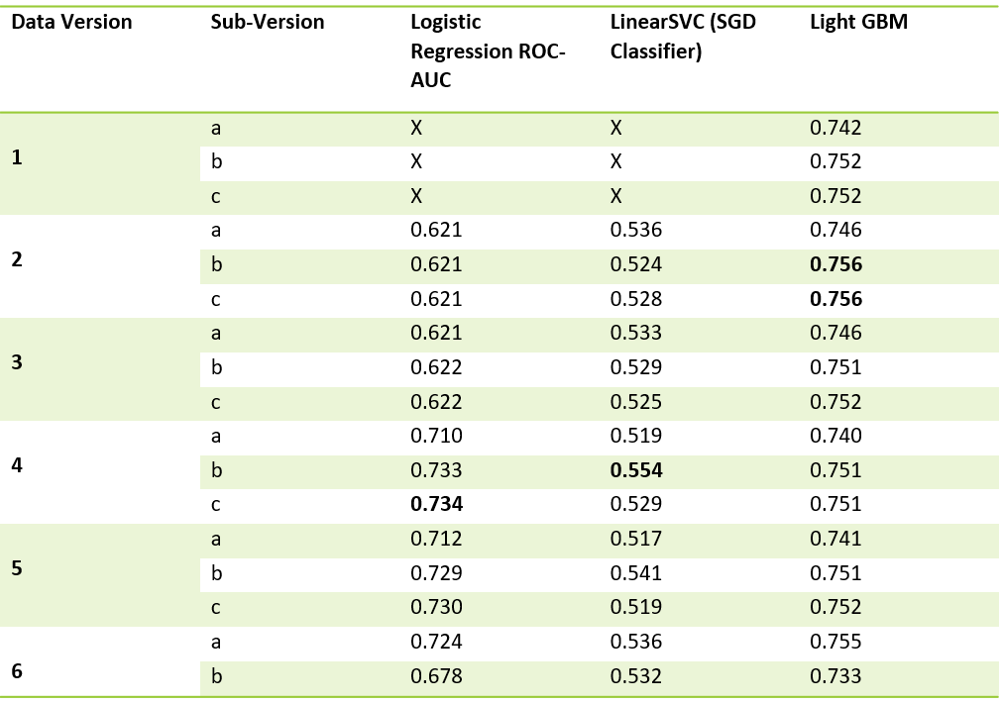 Data Version Sub-Version Logistic Regression ROC-AUC LinearSVC (SGD Classifier) Light GBM
1 a X X 0.742
b X X 0.752
c X X 0.752
2 a 0.621 0.536 0.746
b 0.621 0.524 0.756
c 0.621 0.528 0.756
3 a 0.621 0.533 0.746
b 0.622 0.529 0.751
c 0.622 0.525 0.752
4 a 0.710 0.519 0.740
b 0.733 0.554 0.751
c 0.734 0.529 0.751
5 a 0.712 0.517 0.741
b 0.729 0.541 0.751
c 0.730 0.519 0.752
6 a 0.724 0.536 0.755
b 0.678 0.532 0.733